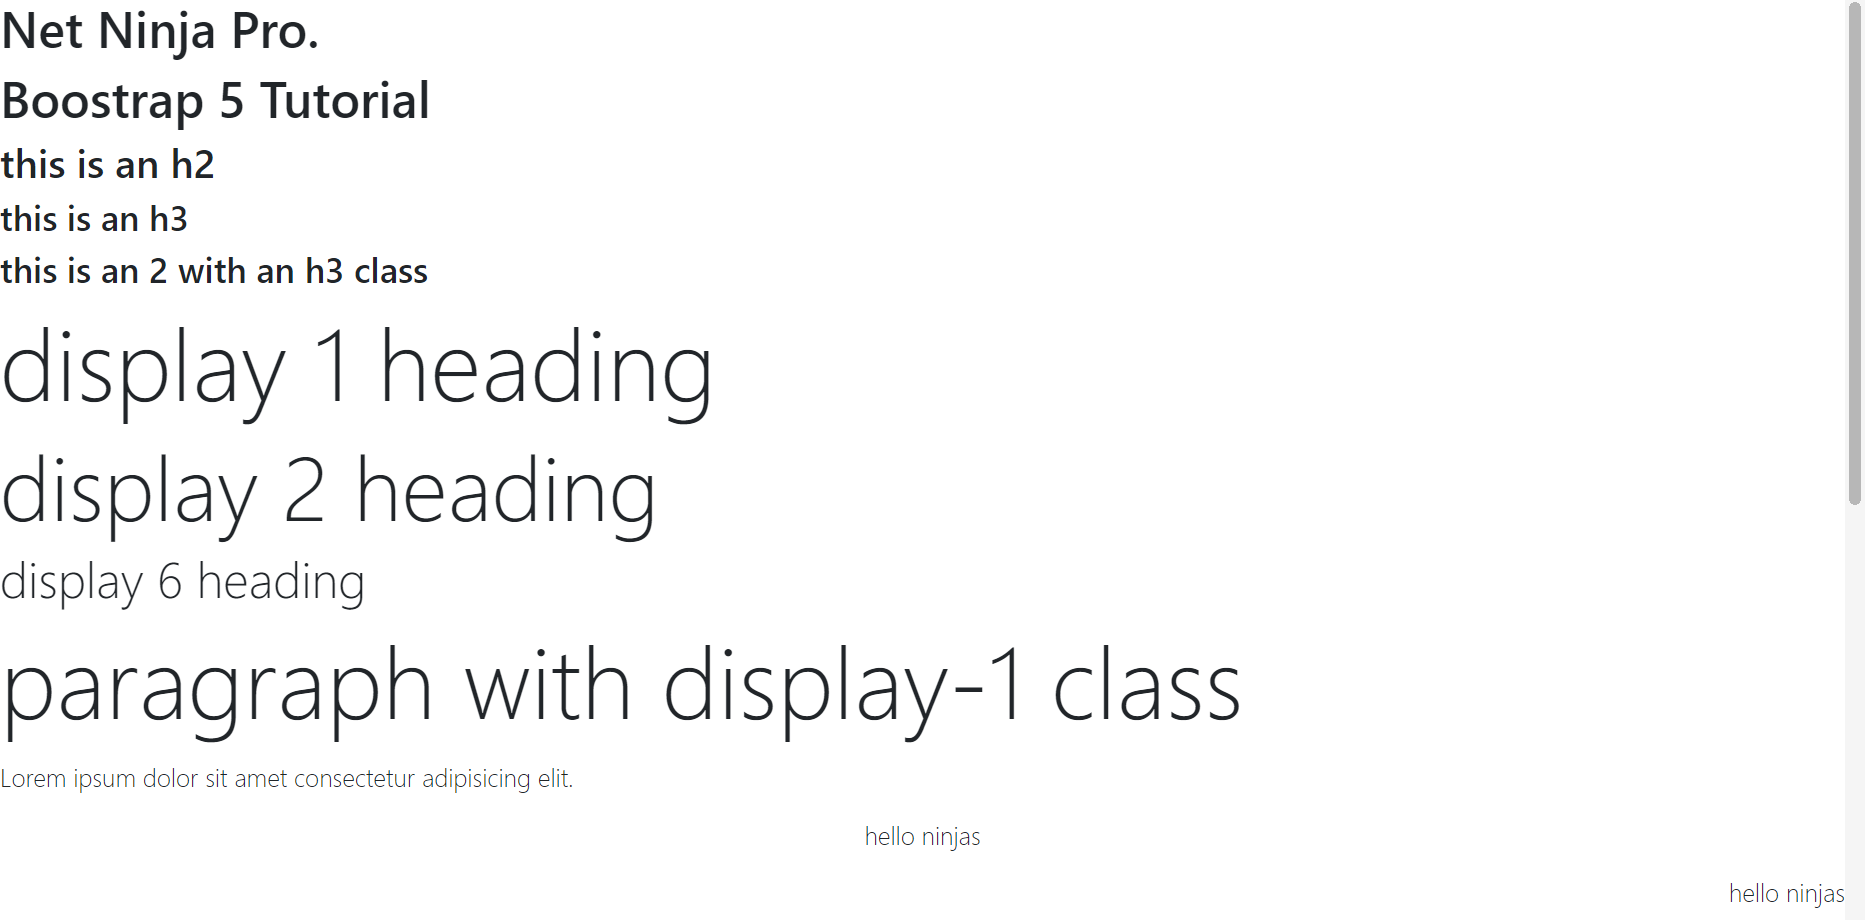 Net Ninja Pro.
Boostrap 5 Tutorial
this is an h2
this is an h3
this is an 2 with an h3 class
display 1 heading
display 2 heading
display 6 heading
paragraph with display-1 class
Lorem ipsum dolor sit amet consectetur adipisicing elit.
hello ninjas
hello ninjas